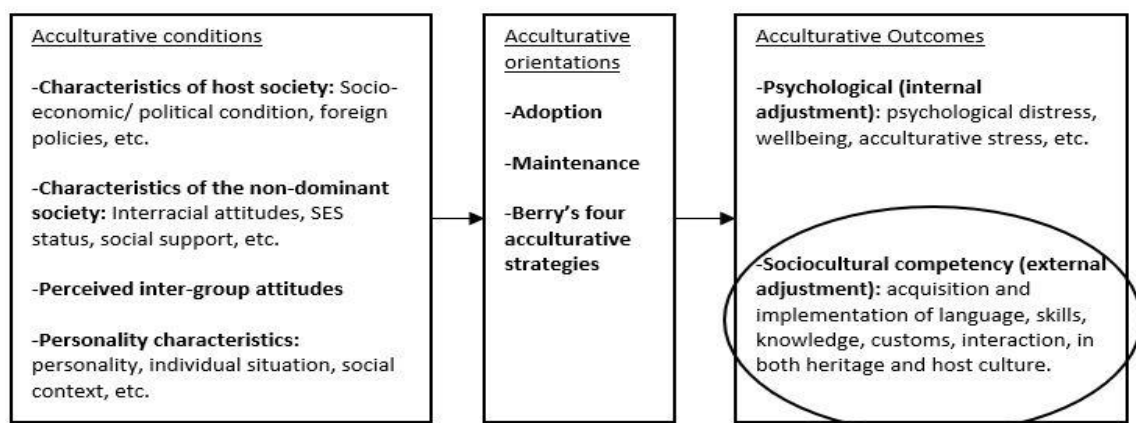 Acculturative conditions
-Characteristics of host society: Socio-
economic/ political condition, foreign
policies, etc.
-Characteristics of the non-dominant
society: Interracial attitudes, SES
status, social support, etc.
-Perceived inter-group attitudes
-Personality characteristics:
personality, individual situation, social
context, etc.
Acculturative
orientations
-Adoption
-Maintenance
-Berry's four
acculturative
strategies
Acculturative Outcomes
-Psychological (internal
adjustment): psychological distress,
wellbeing, acculturative stress, etc.
-Sociocultural competency (external
adjustment): acquisition and
implementation of language, skills,
knowledge, customs, interaction, in
both heritage and host culture.